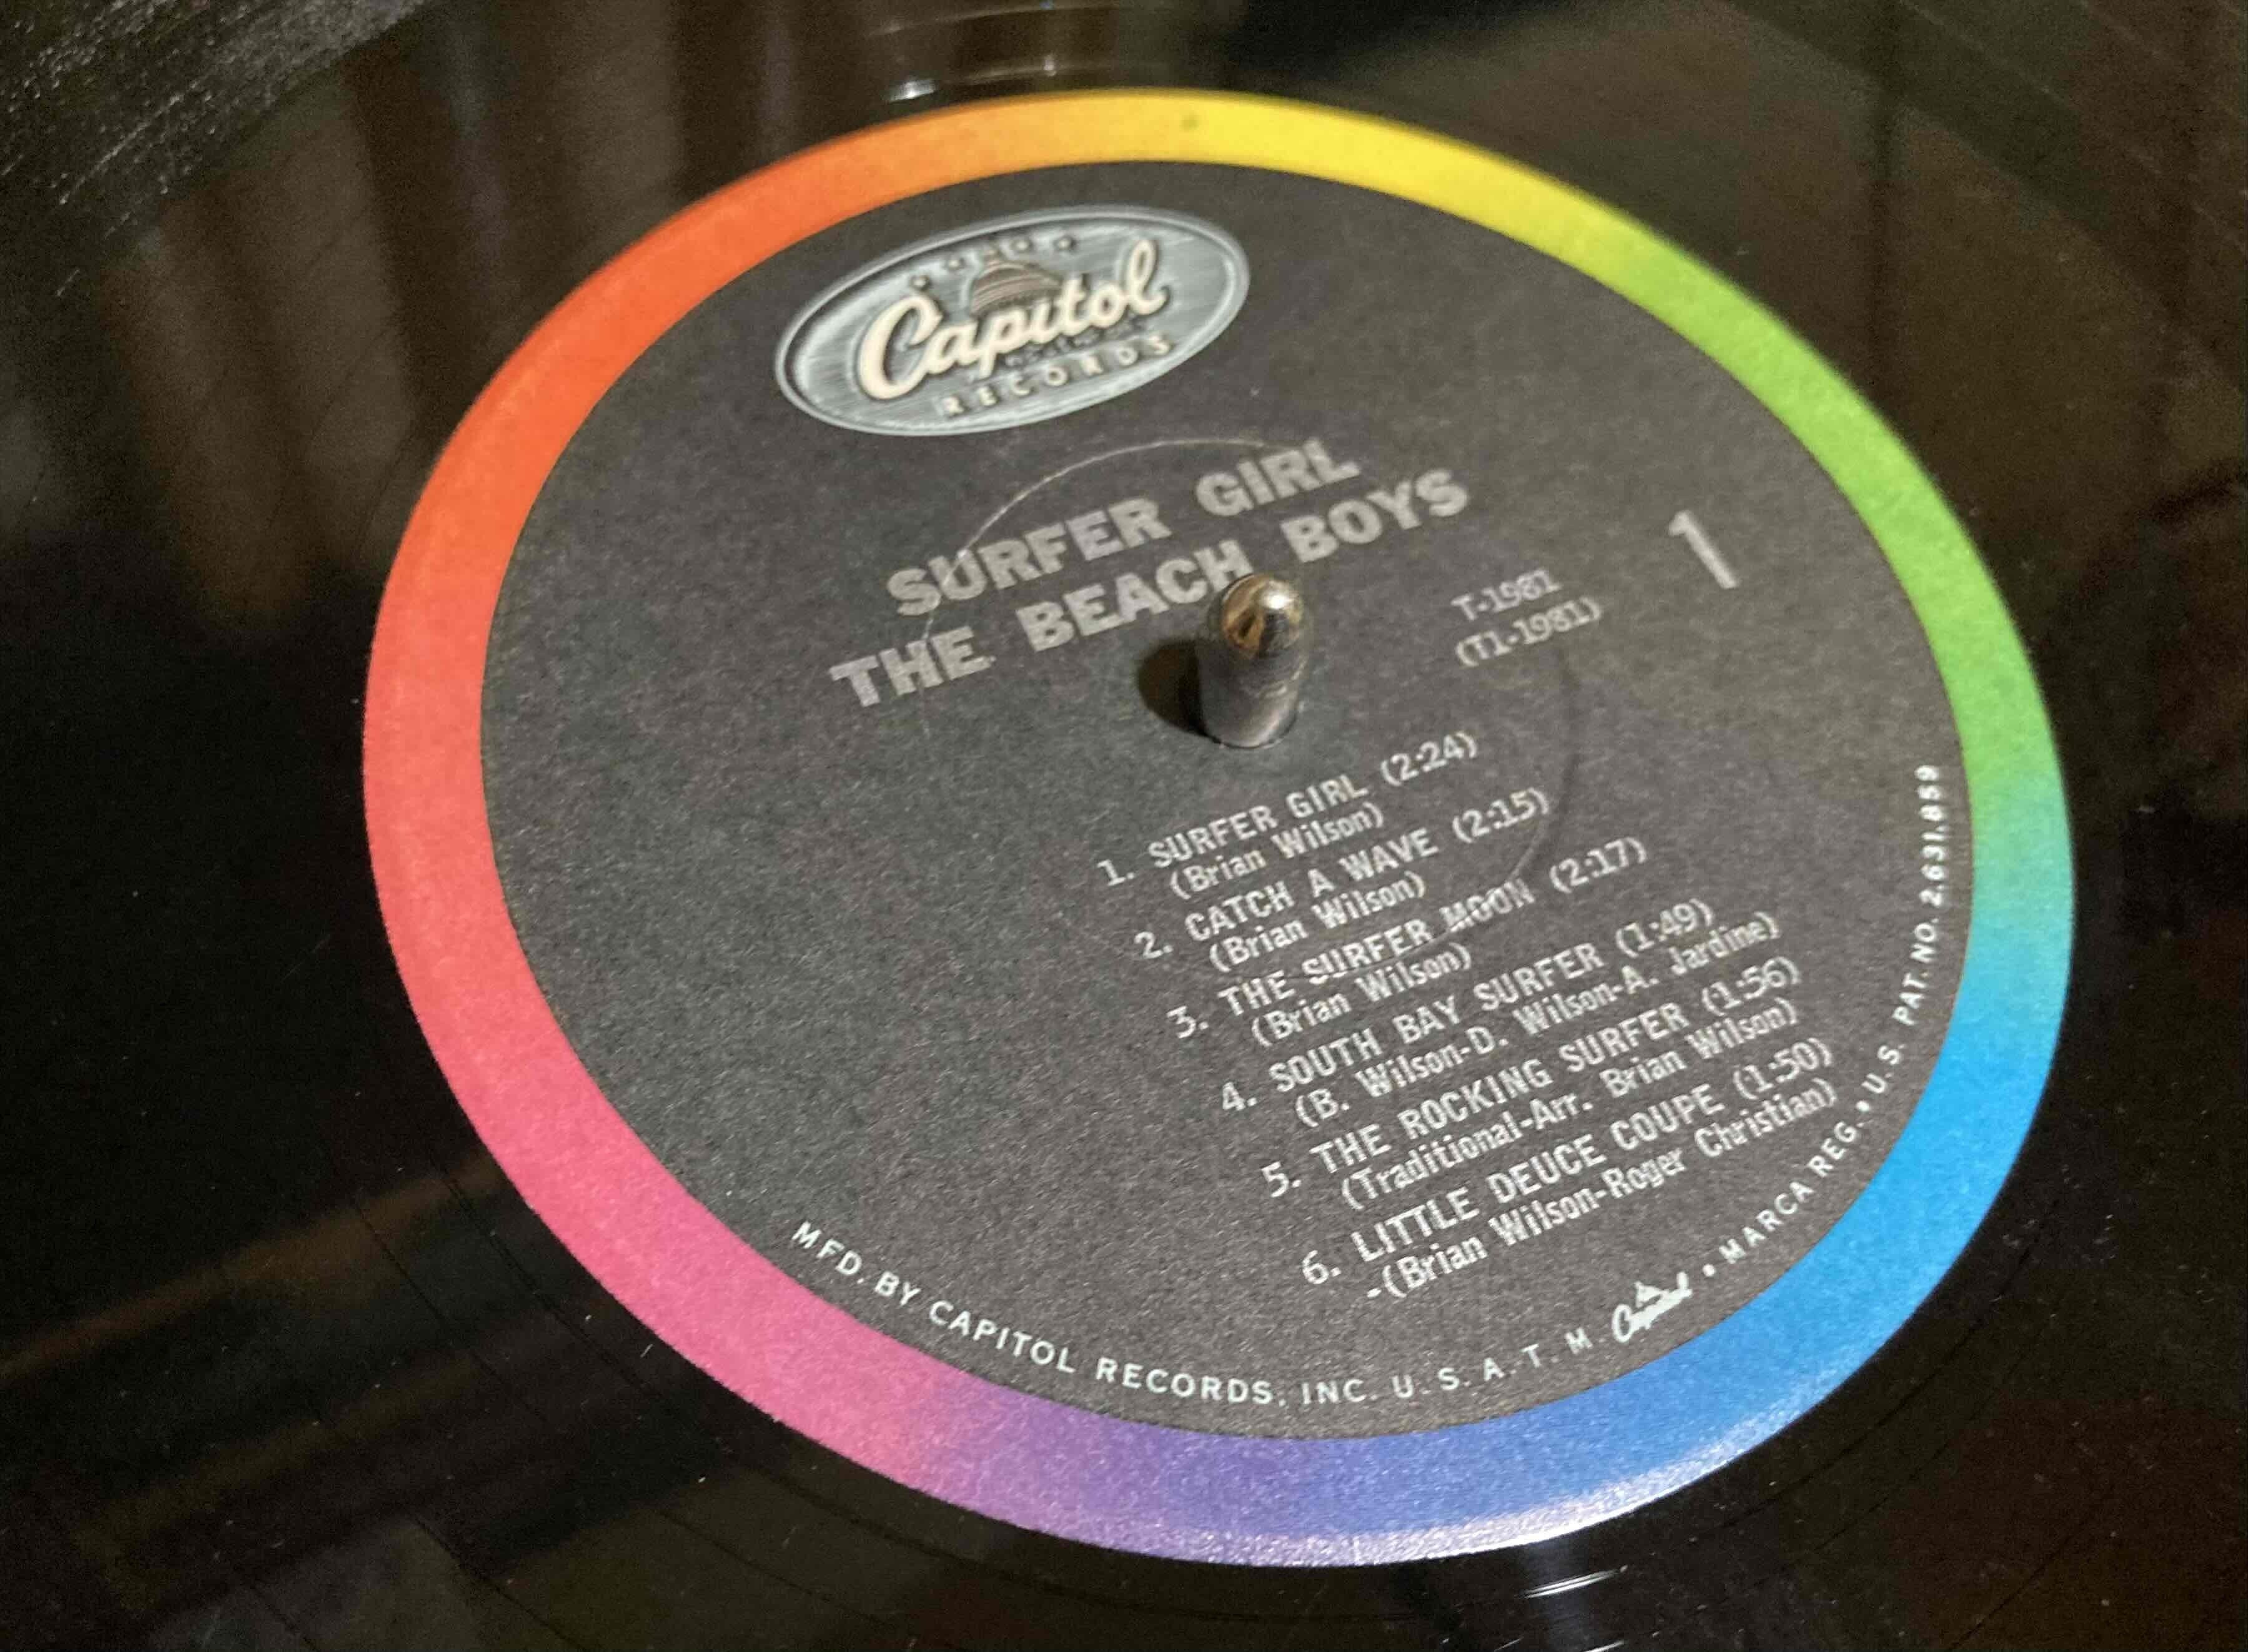 Capitol
RECORDS
SURFER GIRL
THE BEACH BOYS
1
T-1981
(T1-1981)
1. SURFER GIRL (2:24)
(Brian Wilson)
2. CATCH A WAVE (2:15)
(Brian Wilson)
3. THE SURFER MOON (2:17)
(Brian Wilson)
4. SOUTH BAY SURFER (1:49)
(B. Wilson-D. Wilson-A. Jardine)
5. THE ROCKING SURFER (1:56)
(Traditional-Arr. Brian Wilson)
6. LITTLE DEUCE COUPE (1:50)
-(Brian Wilson-Roger Christian)
MFD. BY CAPITOL RECORDS, INC. U. S. A. T. M. Capitol • MARCA REG. • U. S. PAT. NO. 2,631,859